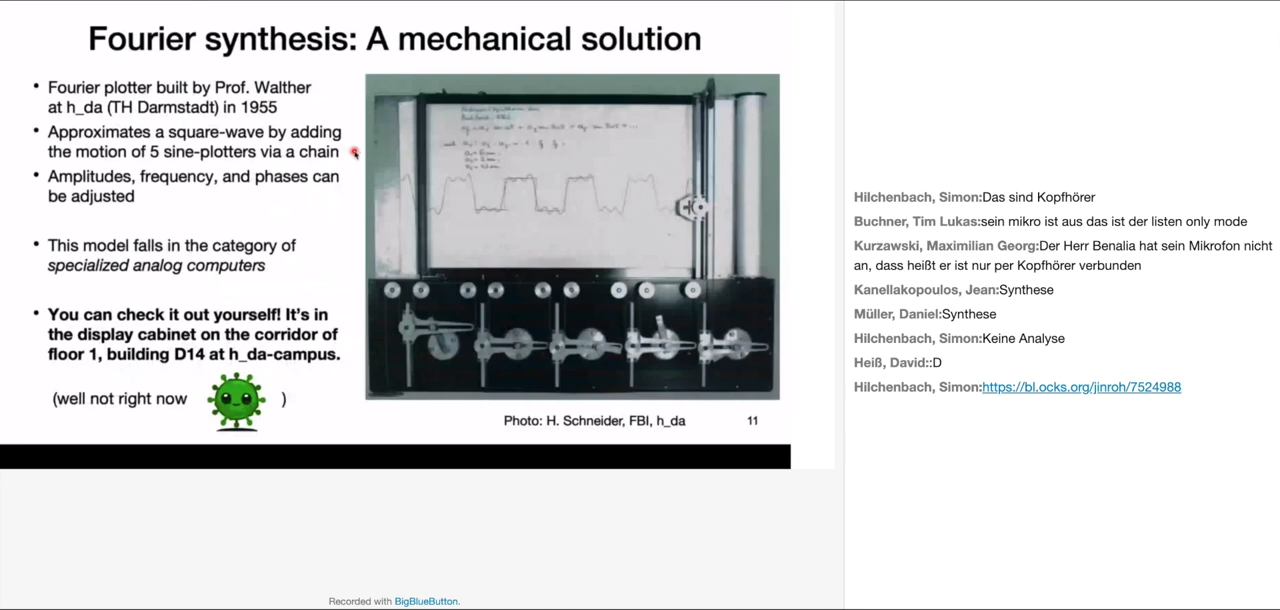 Fourier synthesis: A mechanical solution
• Fourier plotter built by Prof. Walther
at h_da (TH Darmstadt) in 1955
• Approximates a square-wave by adding
the motion of 5 sine-plotters via a chain
• Amplitudes, frequency, and phases can
be adjusted
• This model falls in the category of
specialized analog computers
• You can check it out yourself! It's in
the display cabinet on the corridor of
floor 1, building D14 at h_da-campus.
(well not right now )
Photo: H. Schneider, FBI, h_da
11
Hilchenbach, Simon:Das sind Kopfhörer
Buchner, Tim Lukas:sein mikro ist aus das ist der listen only mode
Kurzawski, Maximilian Georg:Der Herr Benalia hat sein Mikrofon nicht
an, dass heißt er ist nur per Kopfhörer verbunden
Kanellakopoulos, Jean:Synthese
Müller, Daniel:Synthese
Hilchenbach, Simon:Keine Analyse
Heiß, David::D
Hilchenbach, Simon:https://bl.ocks.org/jinroh/7524988
Recorded with BigBlueButton.